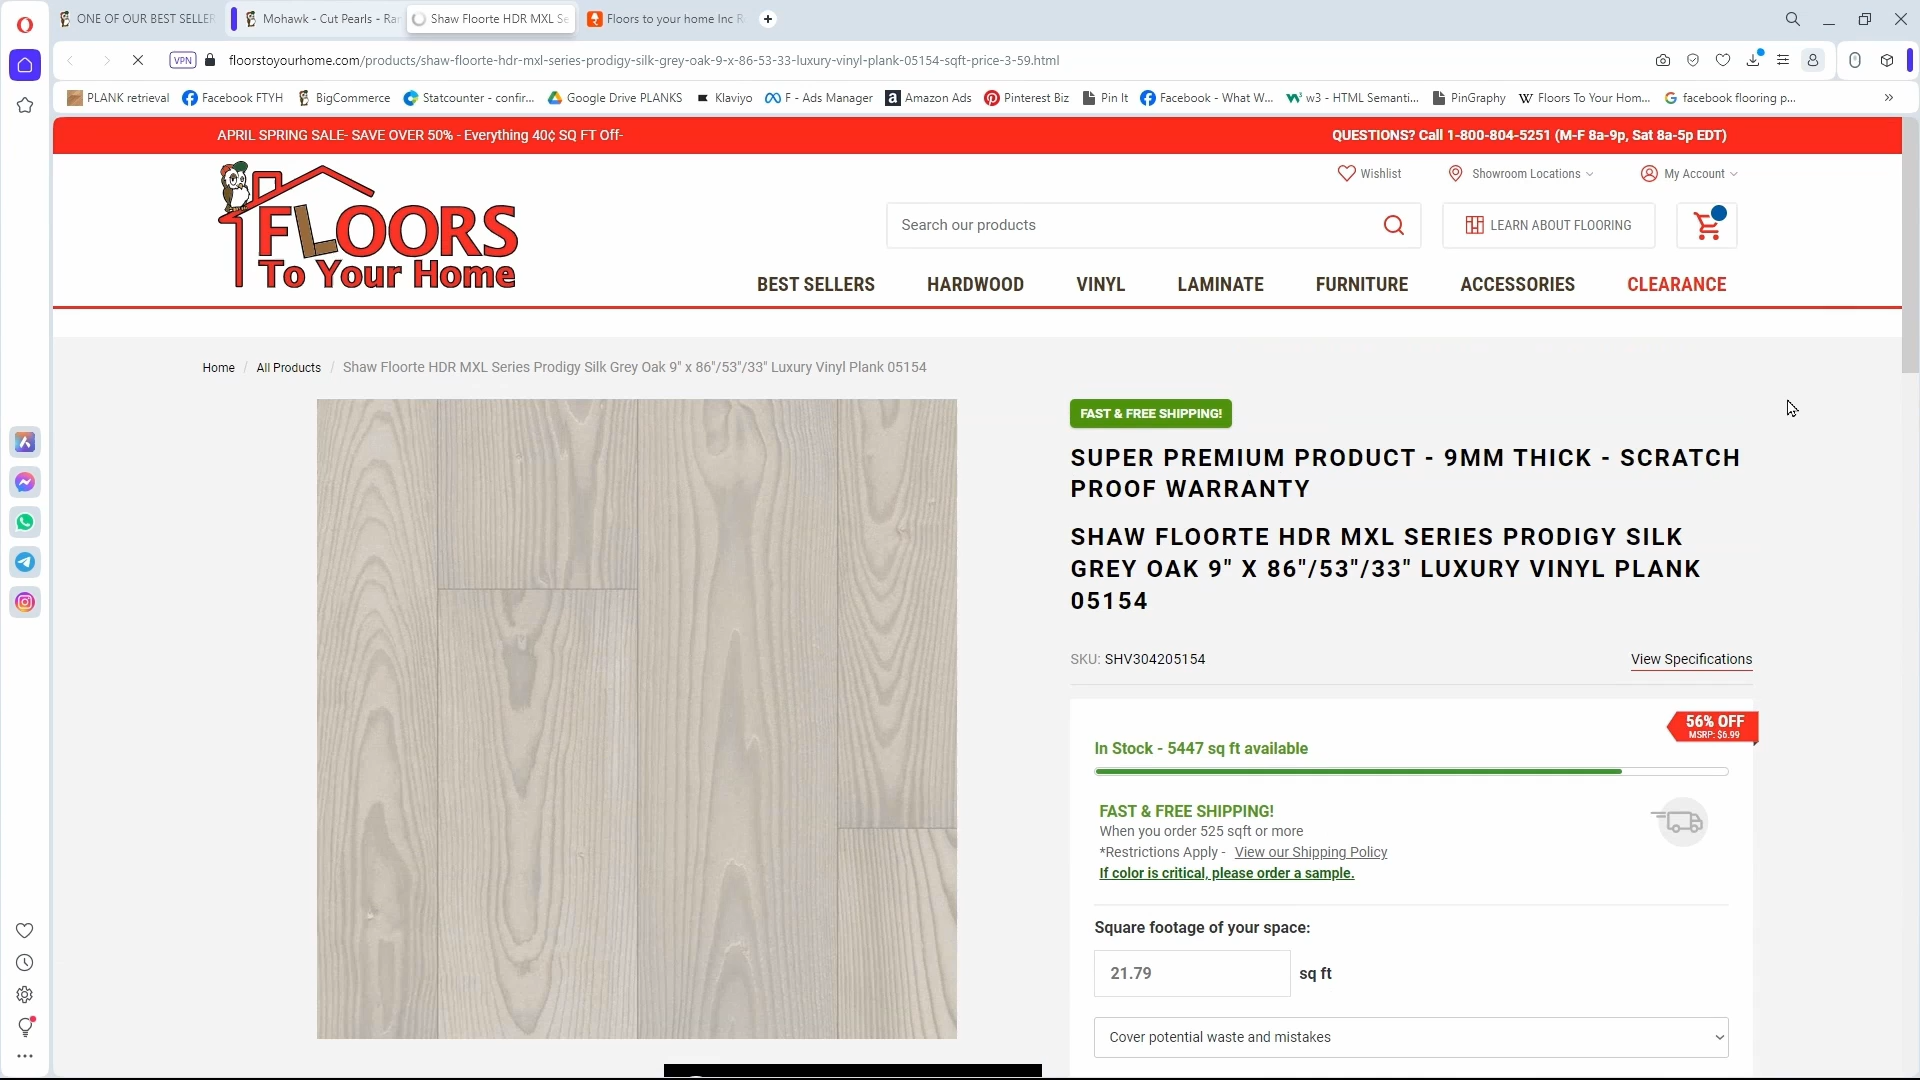 ONE OF OUR BEST SELLER
Mohawk - Cut Pearls - Ra
Shaw Floorte HDR MXL Se
Floors to your home Inc R
VPN
floorstoyourhome.com/products/shaw-floorte-hdr-mxl-series-prodigy-silk-grey-oak-9-x-86-53-33-luxury-vinyl-plank-05154-sqft-price-3-59.html
PLANK retrieval
Facebook FTYH
BigCommerce
Statcounter - confir...
Google Drive PLANKS
Klaviyo
F - Ads Manager
Amazon Ads
Pinterest Biz
Pin It
Facebook - What W...
w3 - HTML Semanti...
PinGraphy
Floors To Your Hom...
facebook flooring p...
APRIL SPRING SALE- SAVE OVER 50% - Everything 40¢ SQ FT Off-
QUESTIONS? Call 1-800-804-5251 (M-F 8a-9p, Sat 8a-5p EDT)
FLOORS
To Your Home
Wishlist
Showroom Locations
My Account
Search our products
LEARN ABOUT FLOORING
BEST SELLERS
HARDWOOD
VINYL
LAMINATE
FURNITURE
ACCESSORIES
CLEARANCE
Home / All Products / Shaw Floorte HDR MXL Series Prodigy Silk Grey Oak 9" x 86"/53"/33" Luxury Vinyl Plank 05154
FAST & FREE SHIPPING!
SUPER PREMIUM PRODUCT - 9MM THICK - SCRATCH
PROOF WARRANTY
SHAW FLOORTE HDR MXL SERIES PRODIGY SILK
GREY OAK 9" X 86"/53"/33" LUXURY VINYL PLANK
05154
SKU: SHV304205154
View Specifications
56% OFF
MSRP: $6.99
In Stock - 5447 sq ft available
FAST & FREE SHIPPING!
When you order 525 sqft or more
*Restrictions Apply - View our Shipping Policy
If color is critical, please order a sample.
Square footage of your space:
21.79
sq ft
Cover potential waste and mistakes